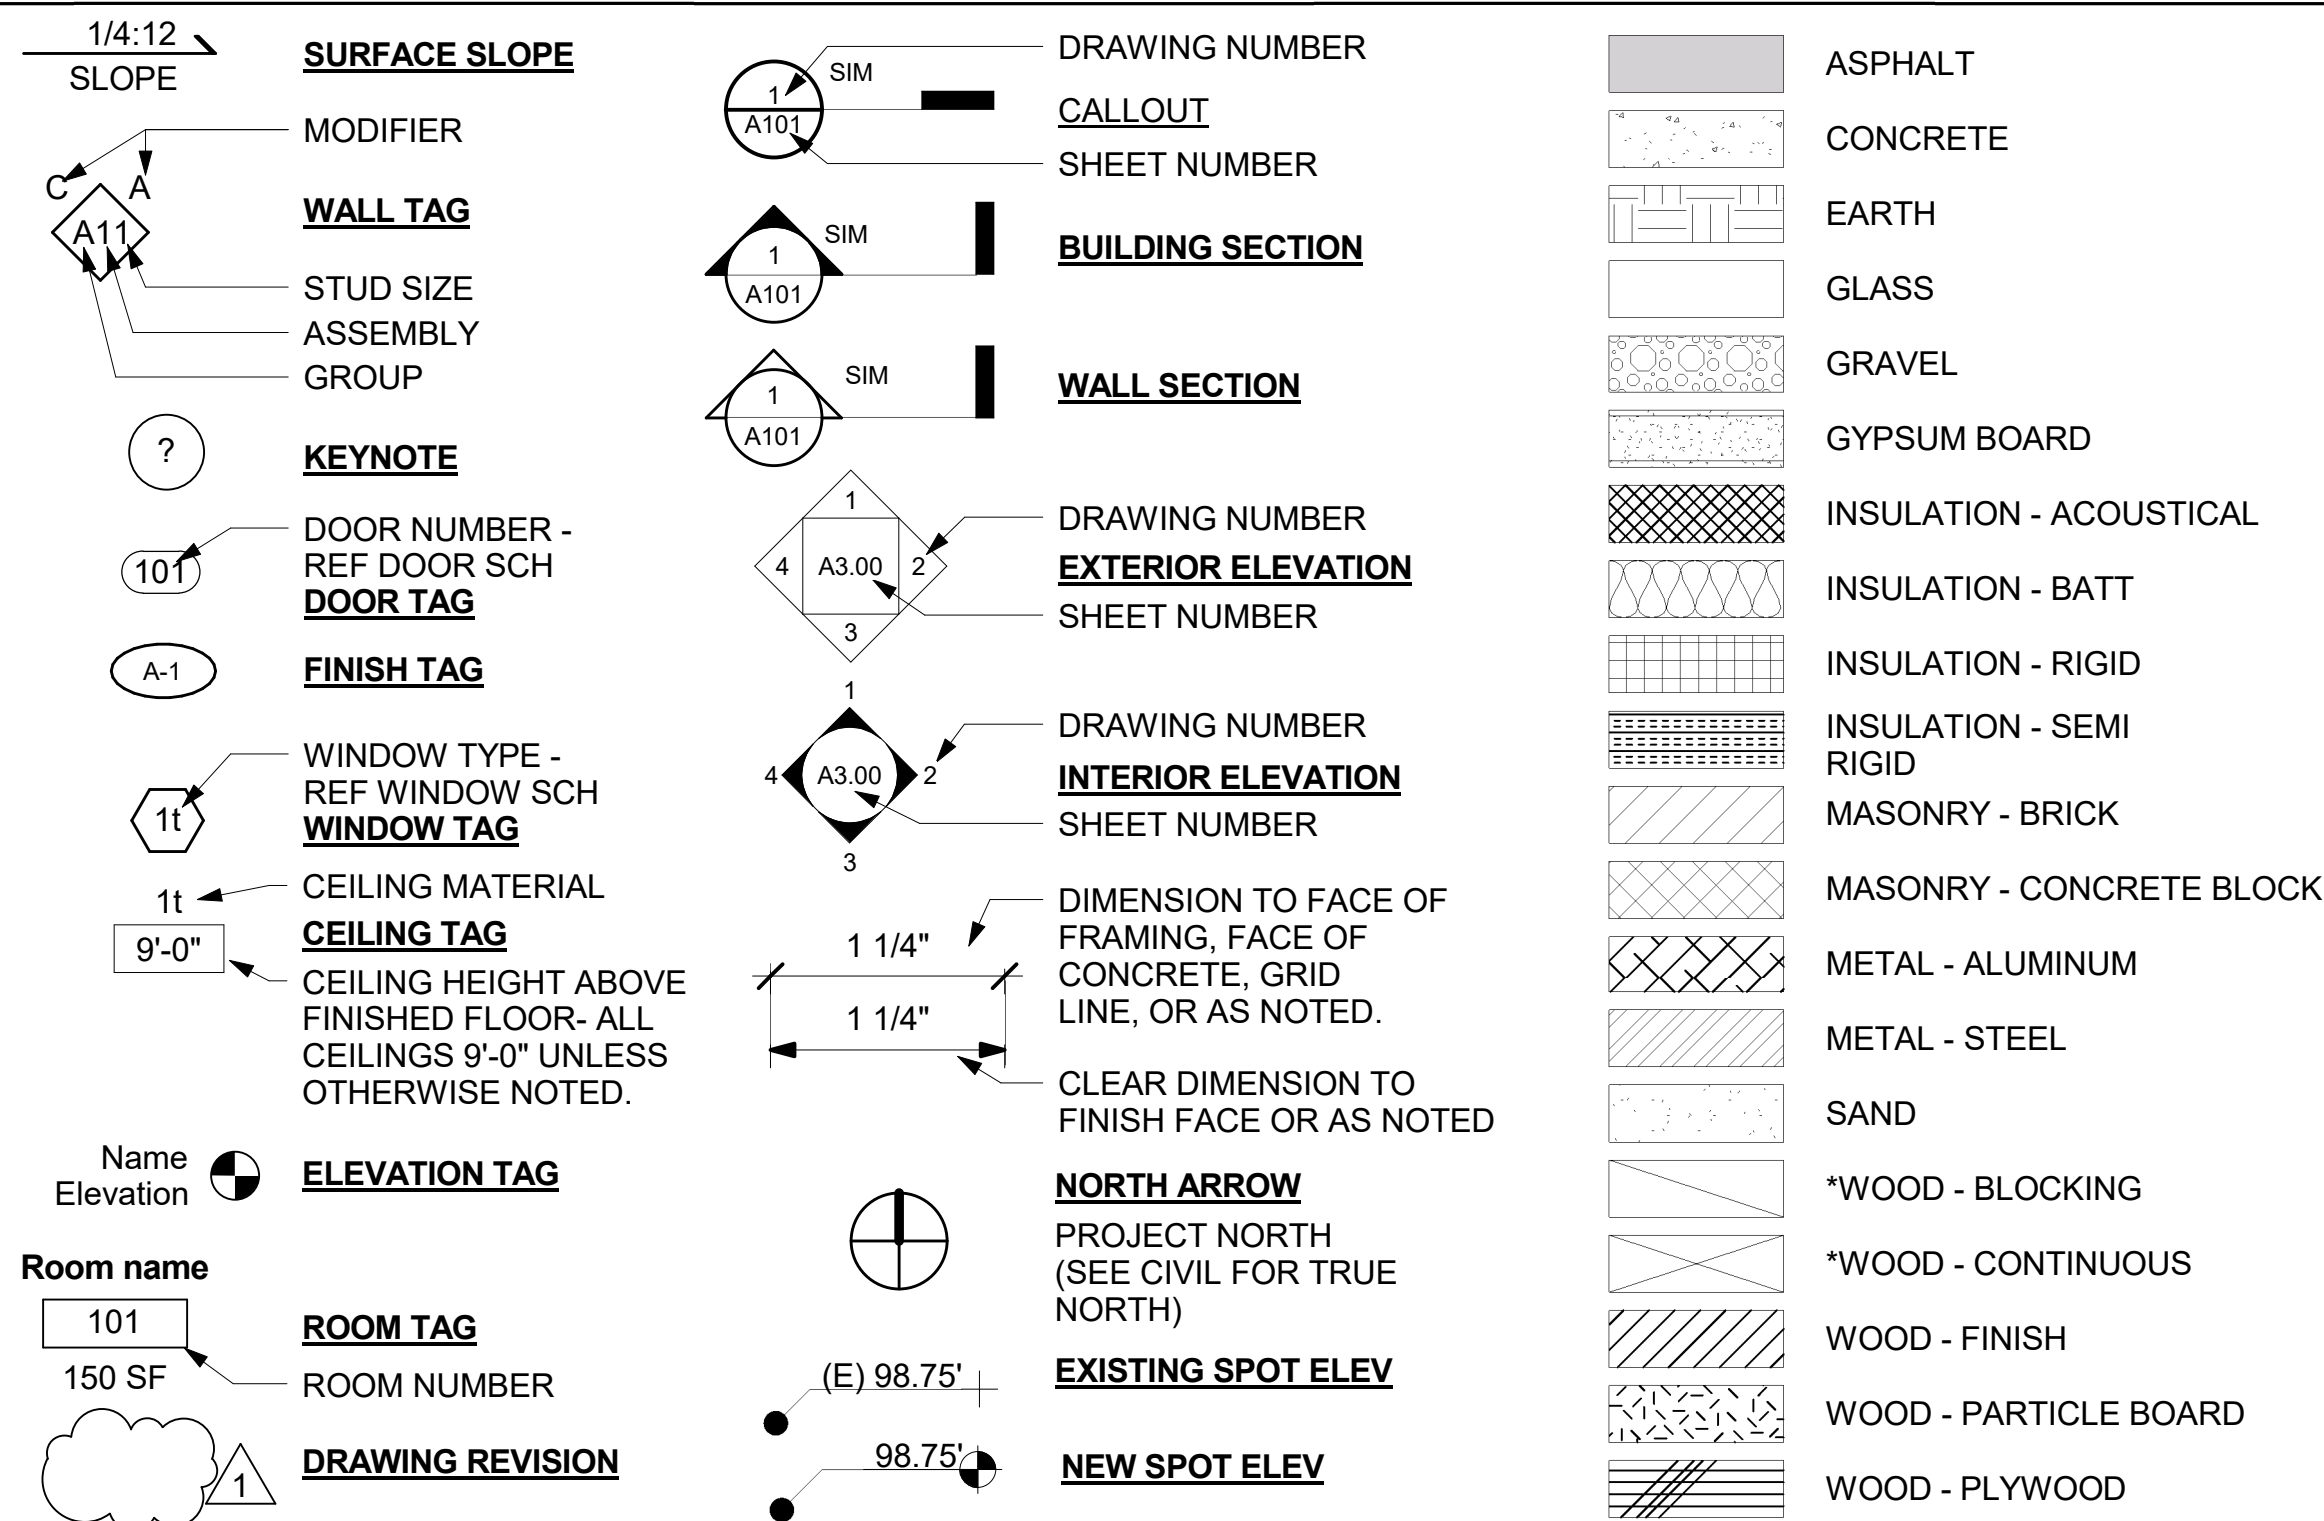 1/4:12
SLOPE
SURFACE SLOPE
MODIFIER
C
A
A11
WALL TAG
STUD SIZE
ASSEMBLY
GROUP
?
KEYNOTE
DOOR NUMBER -
REF DOOR SCH
101
DOOR TAG
A-1
FINISH TAG
WINDOW TYPE -
REF WINDOW SCH
1t
WINDOW TAG
1t
CEILING MATERIAL
CEILING TAG
9'-0"
CEILING HEIGHT ABOVE
FINISHED FLOOR- ALL
CEILINGS 9'-0" UNLESS
OTHERWISE NOTED.
Name
Elevation
ELEVATION TAG
Room name
101
ROOM TAG
150 SF
ROOM NUMBER
1
DRAWING REVISION
DRAWING NUMBER
SIM
1
A101
CALLOUT
SHEET NUMBER
SIM
1
A101
BUILDING SECTION
SIM
1
A101
WALL SECTION
1
DRAWING NUMBER
4
A3.00
2
EXTERIOR ELEVATION
SHEET NUMBER
3
1
DRAWING NUMBER
4
A3.00
2
INTERIOR ELEVATION
SHEET NUMBER
3
1 1/4"
DIMENSION TO FACE OF
FRAMING, FACE OF
CONCRETE, GRID
LINE, OR AS NOTED.
1 1/4"
CLEAR DIMENSION TO
FINISH FACE OR AS NOTED
NORTH ARROW
PROJECT NORTH
(SEE CIVIL FOR TRUE
NORTH)
(E) 98.75'
EXISTING SPOT ELEV
98.75'
NEW SPOT ELEV
ASPHALT
CONCRETE
EARTH
GLASS
GRAVEL
GYPSUM BOARD
INSULATION - ACOUSTICAL
INSULATION - BATT
INSULATION - RIGID
INSULATION - SEMI
RIGID
MASONRY - BRICK
MASONRY - CONCRETE BLOCK
METAL - ALUMINUM
METAL - STEEL
SAND
*WOOD - BLOCKING
*WOOD - CONTINUOUS
WOOD - FINISH
WOOD - PARTICLE BOARD
WOOD - PLYWOOD